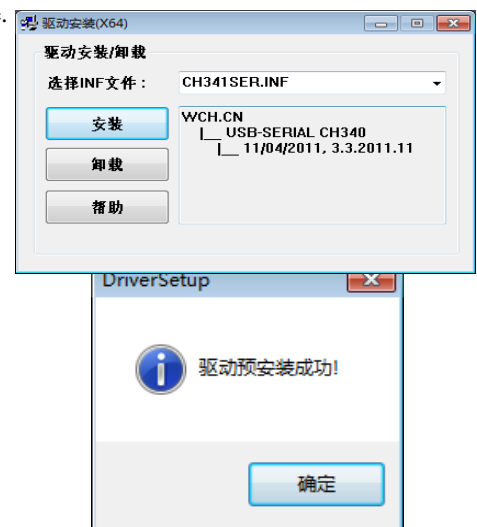 驱动安装(X64)
驱动安装/卸载
选择INF文件：
CH341SER.INF
安装
WCH.CN
|__ USB-SERIAL CH340
|__ 11/04/2011, 3.3.2011.11
卸载
帮助
DriverSetup
驱动预安装成功!
确定